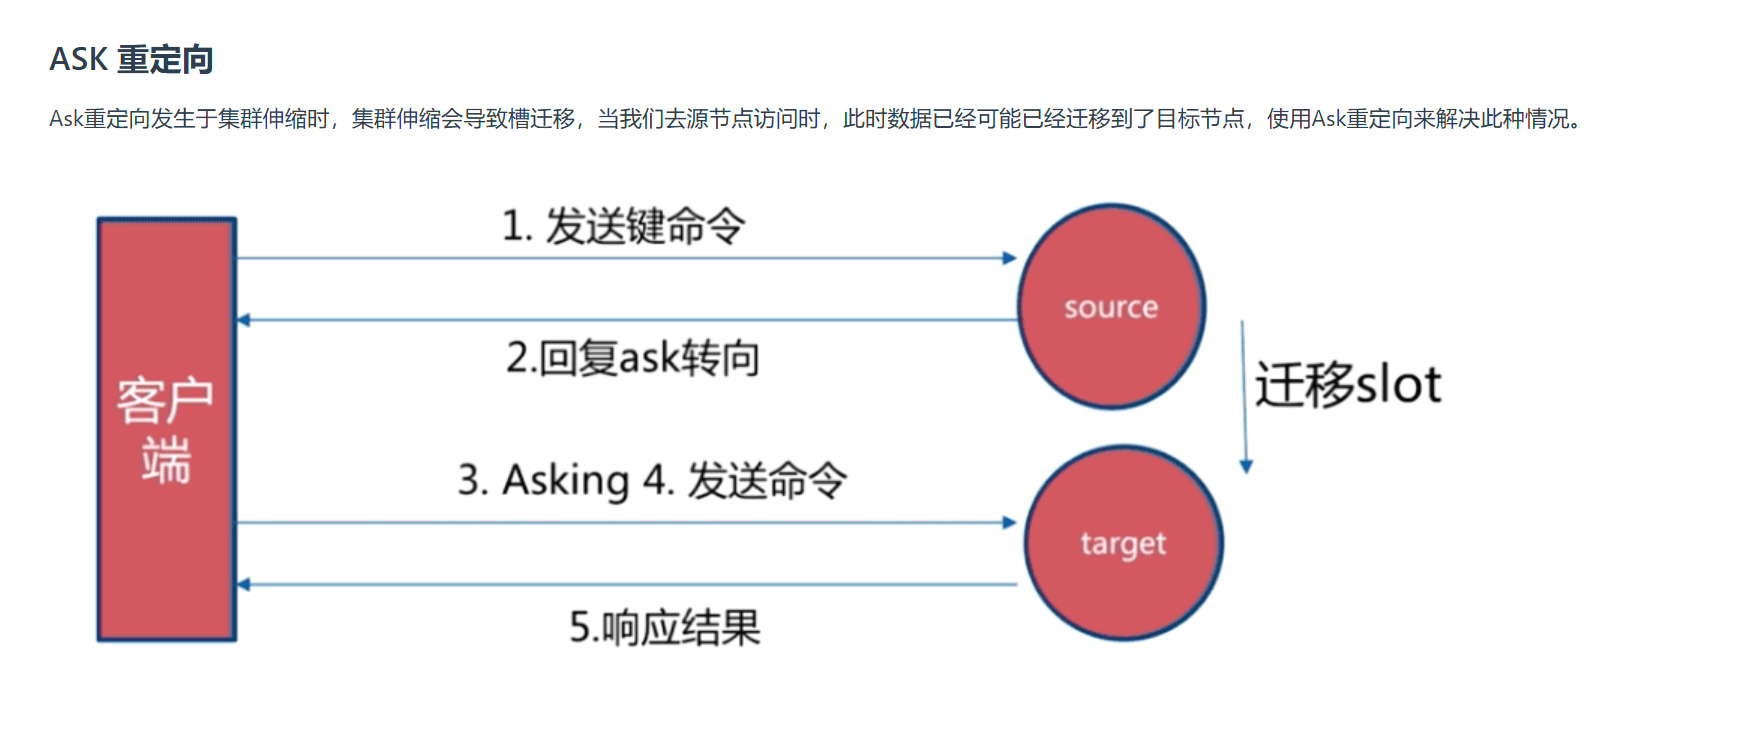 ASK 重定向
Ask重定向发生于集群伸缩时，集群伸缩会导致槽迁移，当我们去源节点访问时，此时数据已经可能已经迁移到了目标节点，使用Ask重定向来解决此种情况。
1. 发送键命令
source
2.回复ask转向
迁移slot
客户
端
3. Asking 4. 发送命令
target
5.响应结果